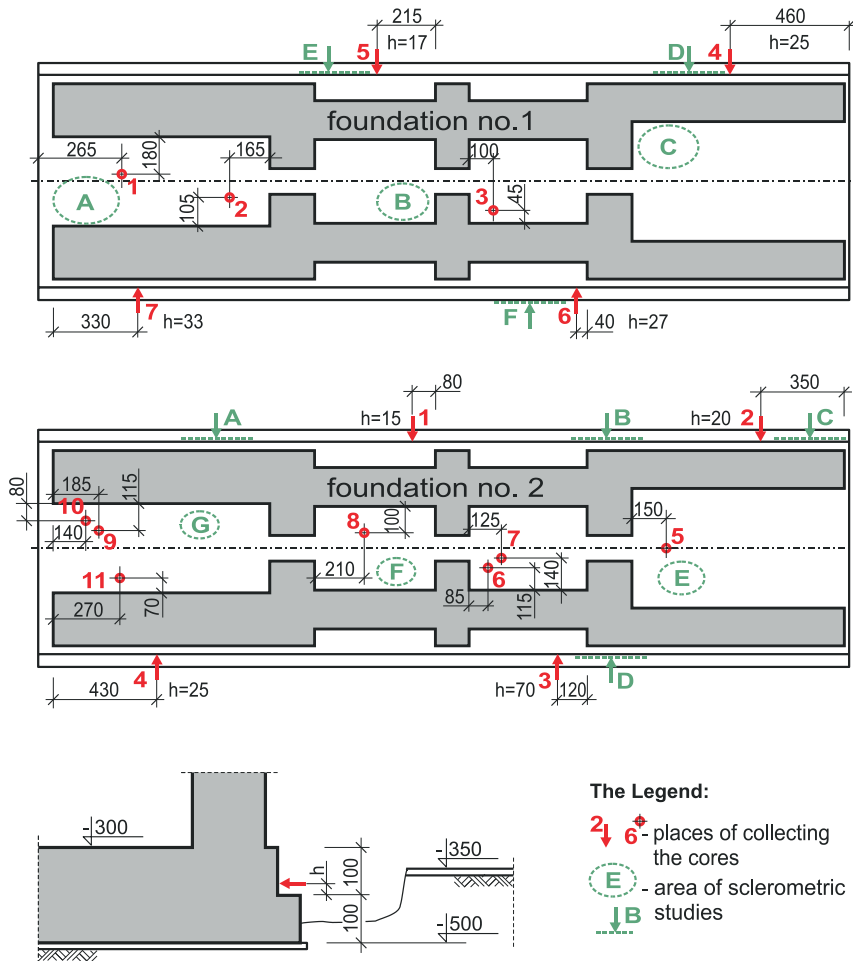 215 460
E 5 h=17 D 4 h=25
foundation no.1
265 180 165 100 C
1 2 3
A 105 B 45
7 F 6
330 h=33 40 h=27
80 350
A h=15 1 B h=20 2 C
foundation no. 2
80 185 115
10 G 8 100 125 150
140 9 7 5
11 210 F 6 140 E
270 70 85 115
4 3 D
430 h=25 h=70 120
-300
-350
h 100
100
-500
The Legend:
2 6 - places of collecting
the cores
E - area of sclerometric
studies
B